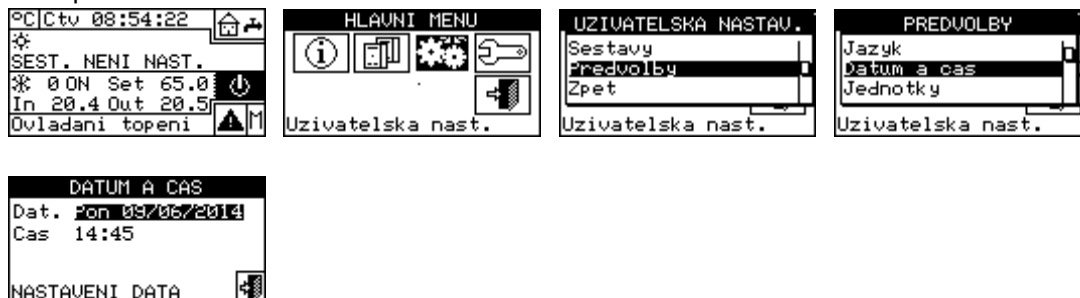 °C Ctv 08:54:22
SEST. NENI NAST.
0 ON Set 65.0
In 20.4 Out 20.5
Ovladani topeni M
HLAVNI MENU
Uzivatelska nast.
UZIVATELSKA NASTAV.
Sestavy
Predvolby
Zpet
Uzivatelska nast.
PREDVOLBY
Jazyk
Datum a cas
Jednotky
Uzivatelska nast.
DATUM A CAS
Dat. Pon 09/06/2014
Cas 14:45
NASTAVENI DATA